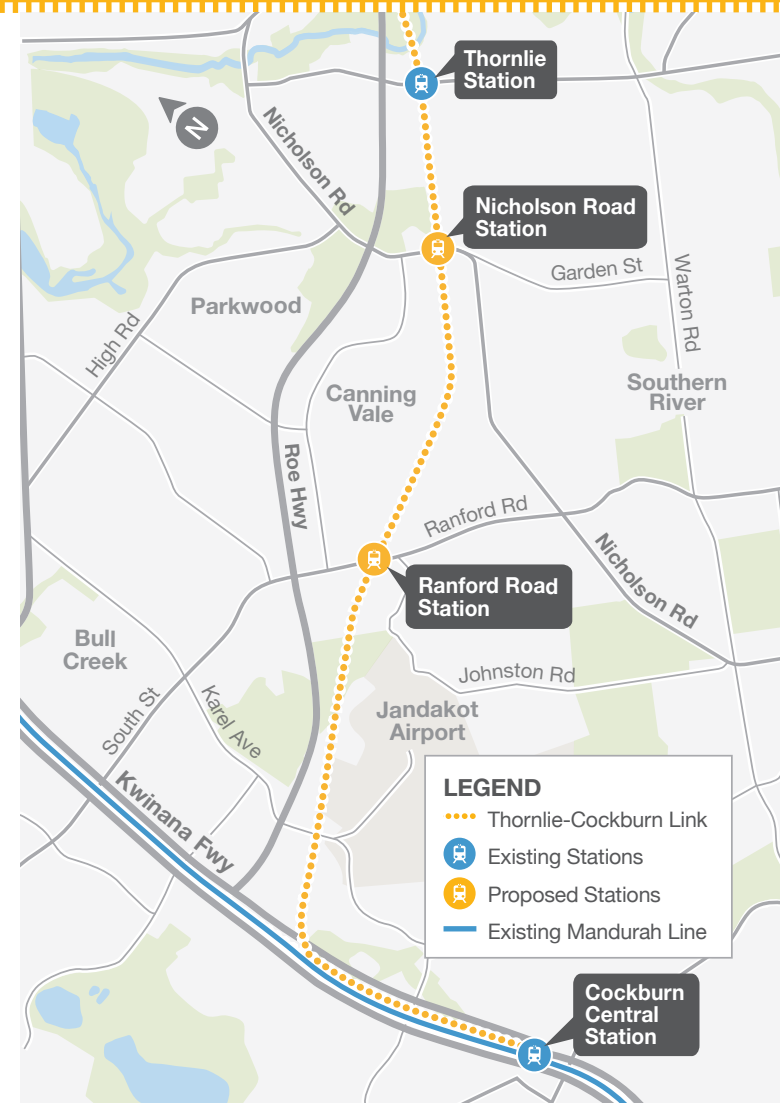 Thornlie
Station
N
Nicholson Rd
Nicholson Road
Station
Garden St
Warton Rd
Parkwood
High Rd
Canning
Vale
Southern
River
Roe Hwy
Ranford Rd
Nicholson Rd
Ranford Road
Station
Bull
Creek
Johnston Rd
South St
Karel Ave
Jandakot
Airport
Kwinana Fwy
LEGEND
Thornlie-Cockburn Link
Existing Stations
Proposed Stations
Existing Mandurah Line
Cockburn
Central
Station